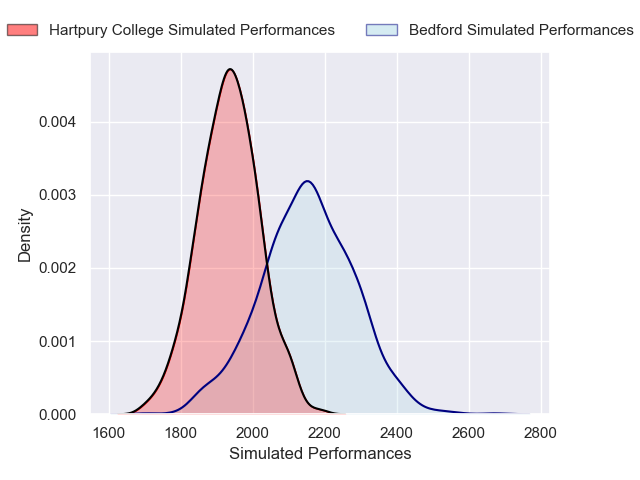 Hartpury College Simulated Performances Bedford Simulated Performances
0.004
0.003
Density
0.002
0.001
0.000
1600 1800 2000 2200 2400 2600 2800
Simulated Performances